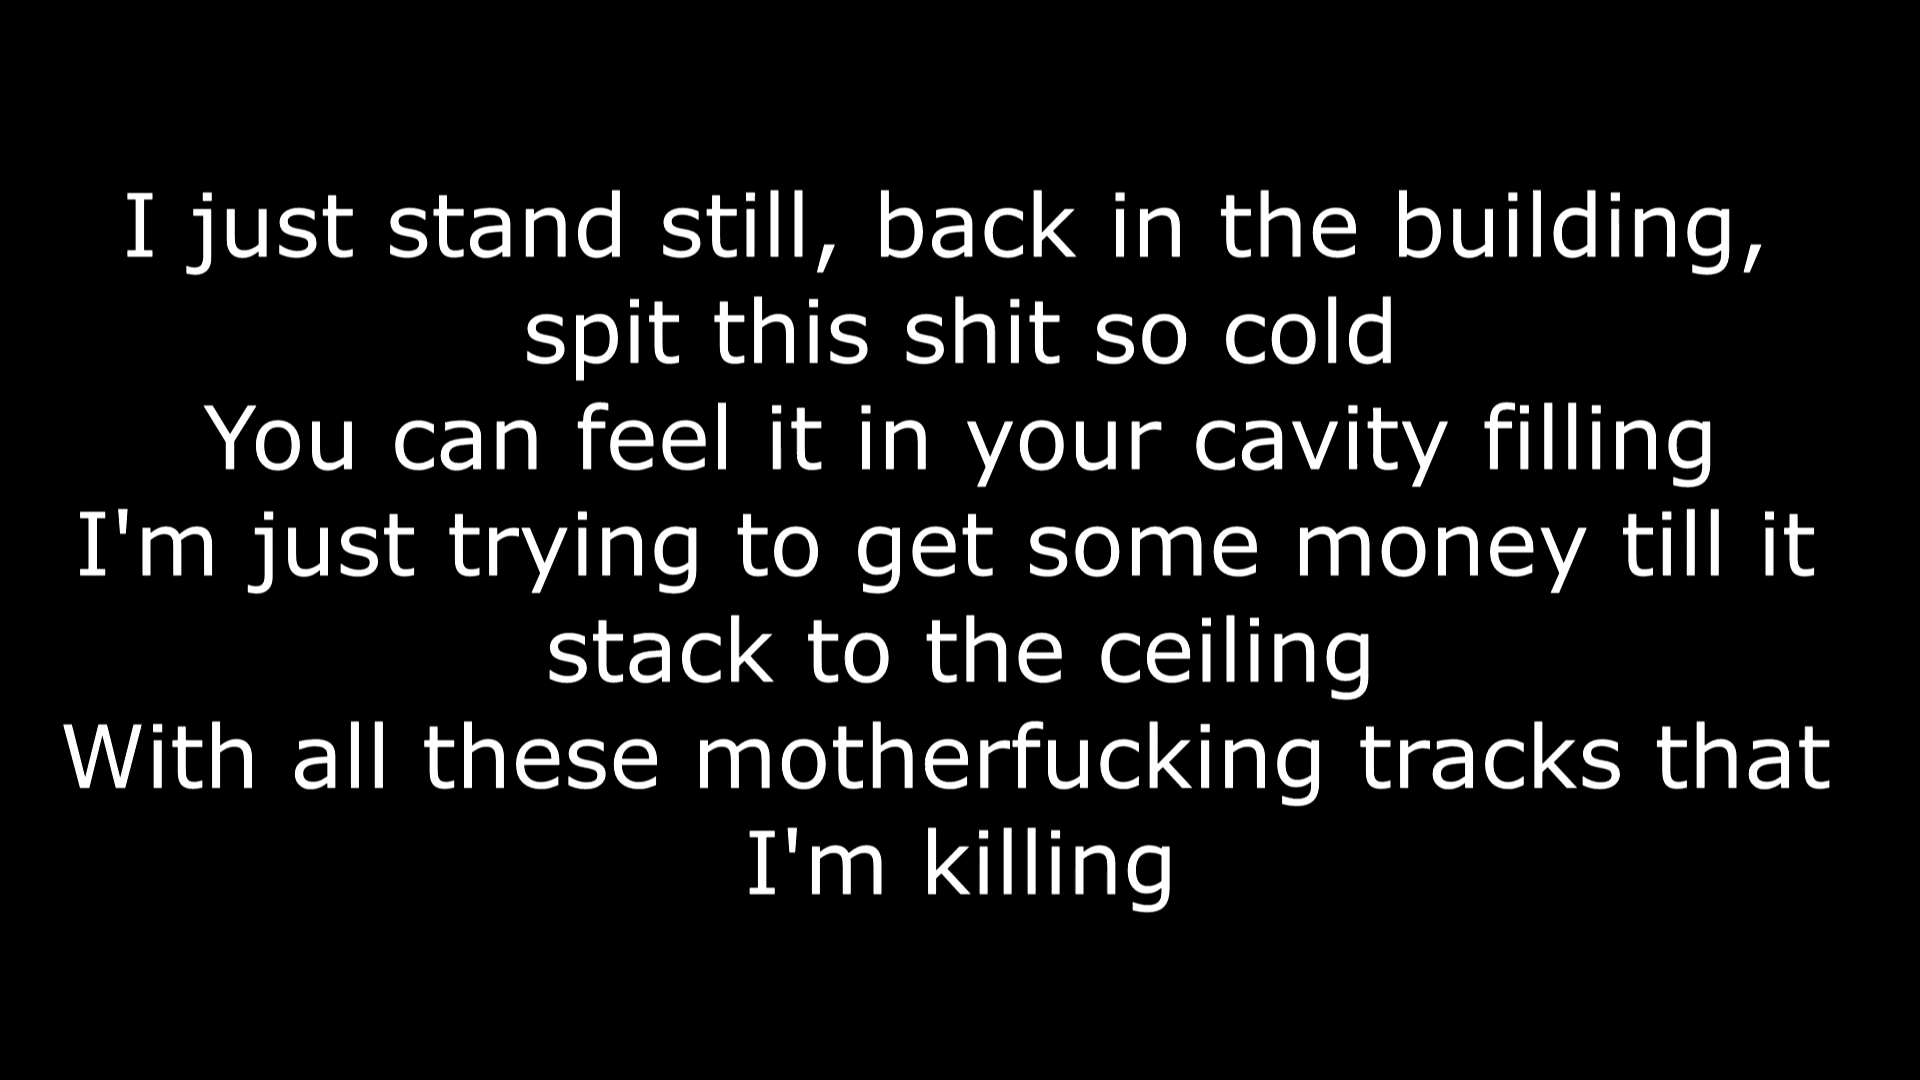 I just stand still, back in the building,
spit this shit so cold
You can feel it in your cavity filling
I'm just trying to get some money till it
stack to the ceiling
With all these motherfucking tracks that
I'm killing